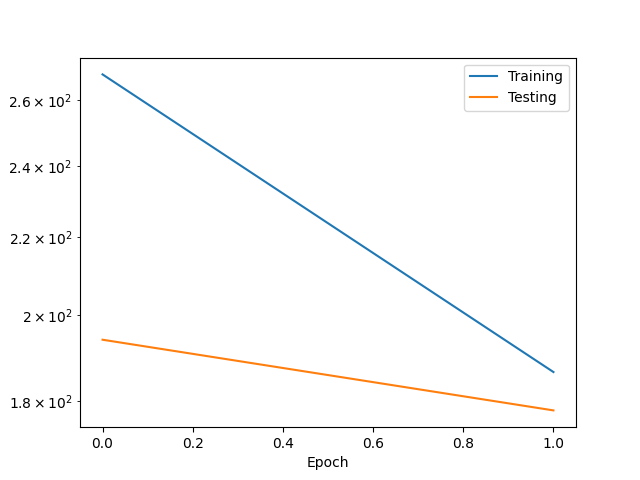 Training
Testing
2.6 × 10²
2.4 × 10²
2.2 × 10²
2 × 10²
1.8 × 10²
0.0 0.2 0.4 0.6 0.8 1.0
Epoch